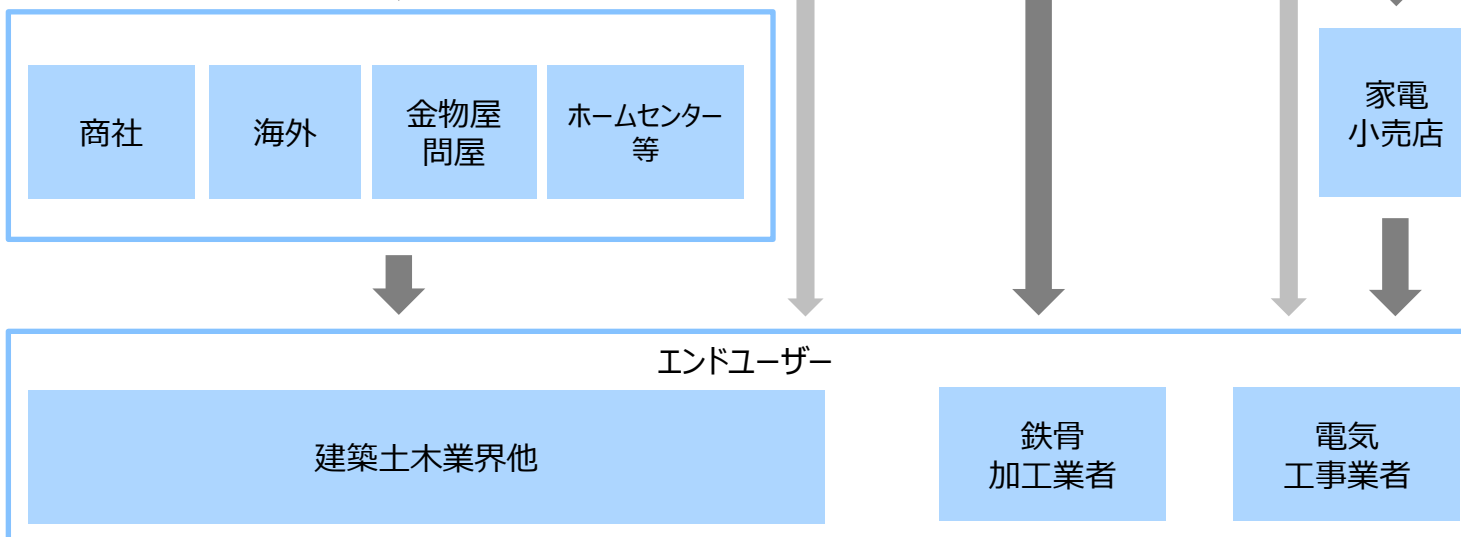 商社
海外
金物屋
問屋
ホームセンター
等
家電
小売店
エンドユーザー
建築土木業界他
鉄骨
加工業者
電気
工事業者